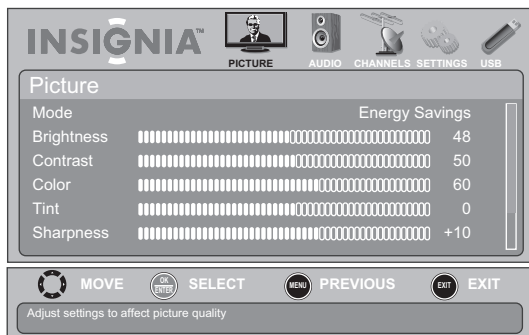 INSIGNIA™
PICTURE AUDIO CHANNELS SETTINGS USB
Picture
Mode Energy Savings
Brightness 48
Contrast 50
Color 60
Tint 0
Sharpness +10
MOVE OK ENTER SELECT MENU PREVIOUS EXIT EXIT
Adjust settings to affect picture quality